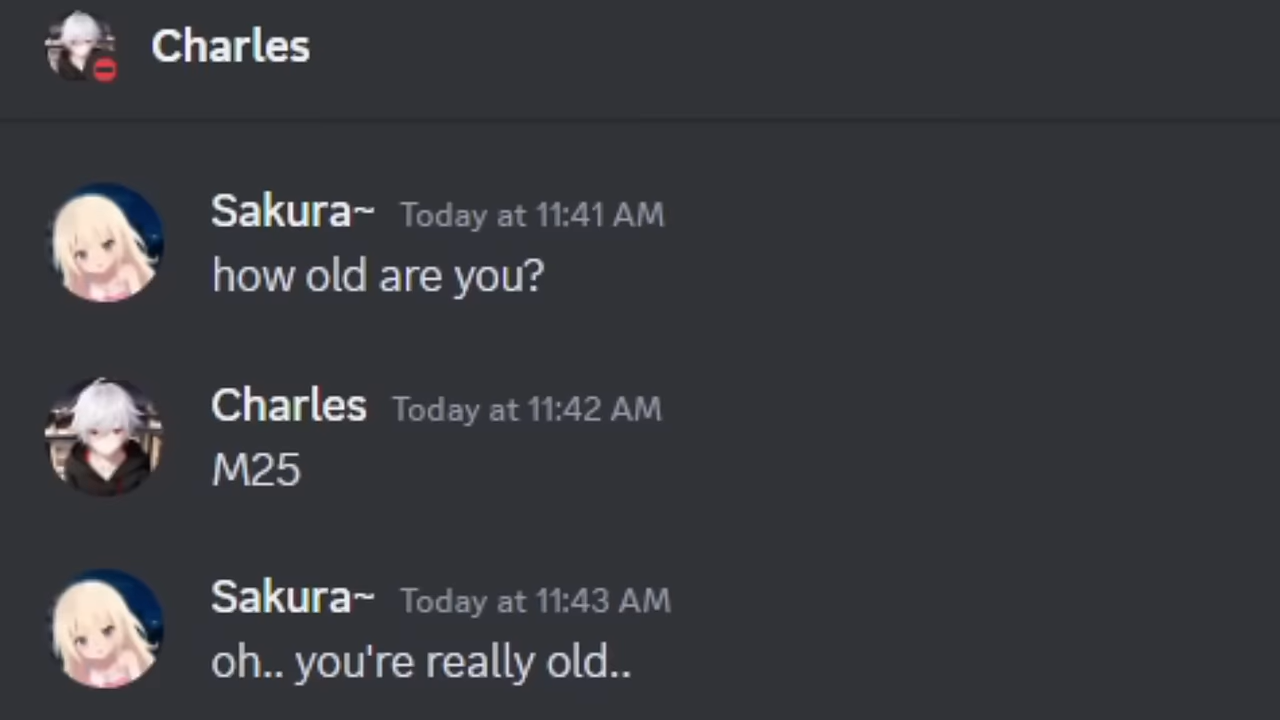 Charles
Sakura~ Today at 11:41 AM
how old are you?
Charles Today at 11:42 AM
M25
Sakura~ Today at 11:43 AM
oh.. you're really old..